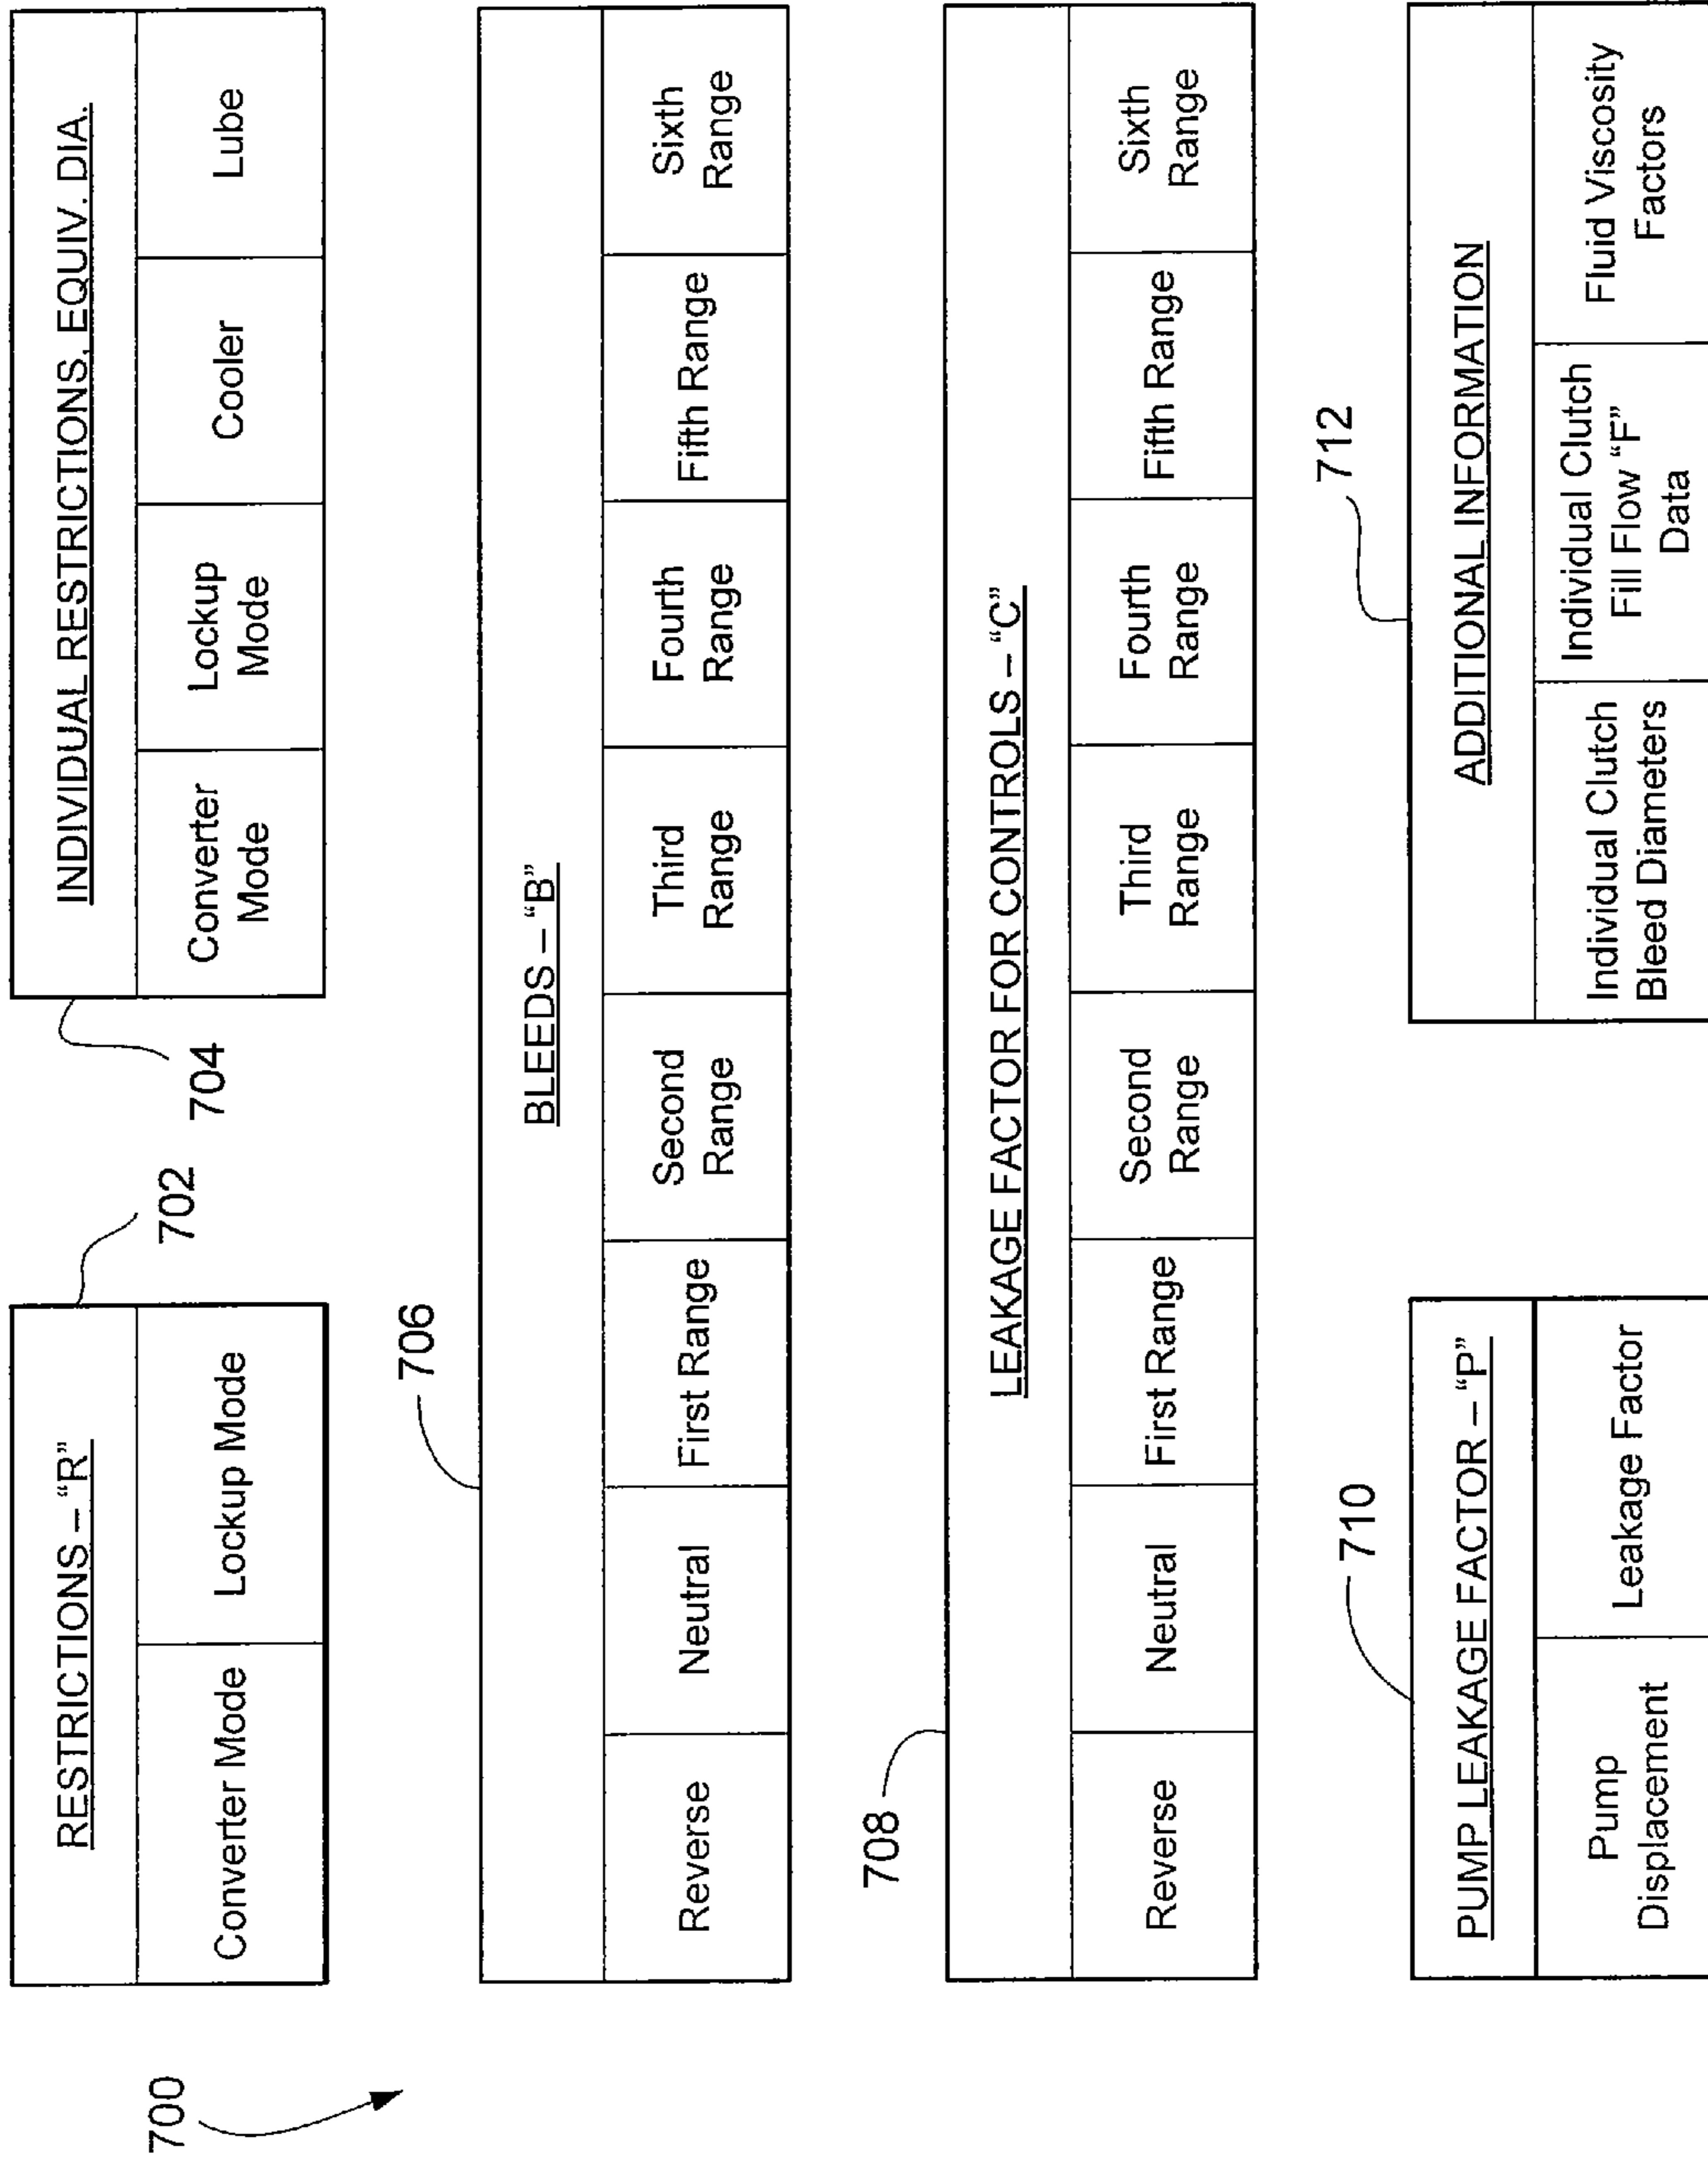 700
RESTRICTIONS – “R”
Converter Mode
Lockup Mode
702
INDIVIDUAL RESTRICTIONS, EQUIV. DIA.
Converter
Mode
Lockup
Mode
Cooler
Lube
704
706
BLEEDS – “B”
Reverse
Neutral
First Range
Second
Range
Third
Range
Fourth
Range
Fifth Range
Sixth
Range
708
LEAKAGE FACTOR FOR CONTROLS – “C”
Reverse
Neutral
First Range
Second
Range
Third
Range
Fourth
Range
Fifth Range
Sixth
Range
710
PUMP LEAKAGE FACTOR – “P”
Pump
Displacement
Leakage Factor
712
ADDITIONAL INFORMATION
Individual Clutch
Bleed Diameters
Individual Clutch
Fill Flow “F”
Data
Fluid Viscosity
Factors